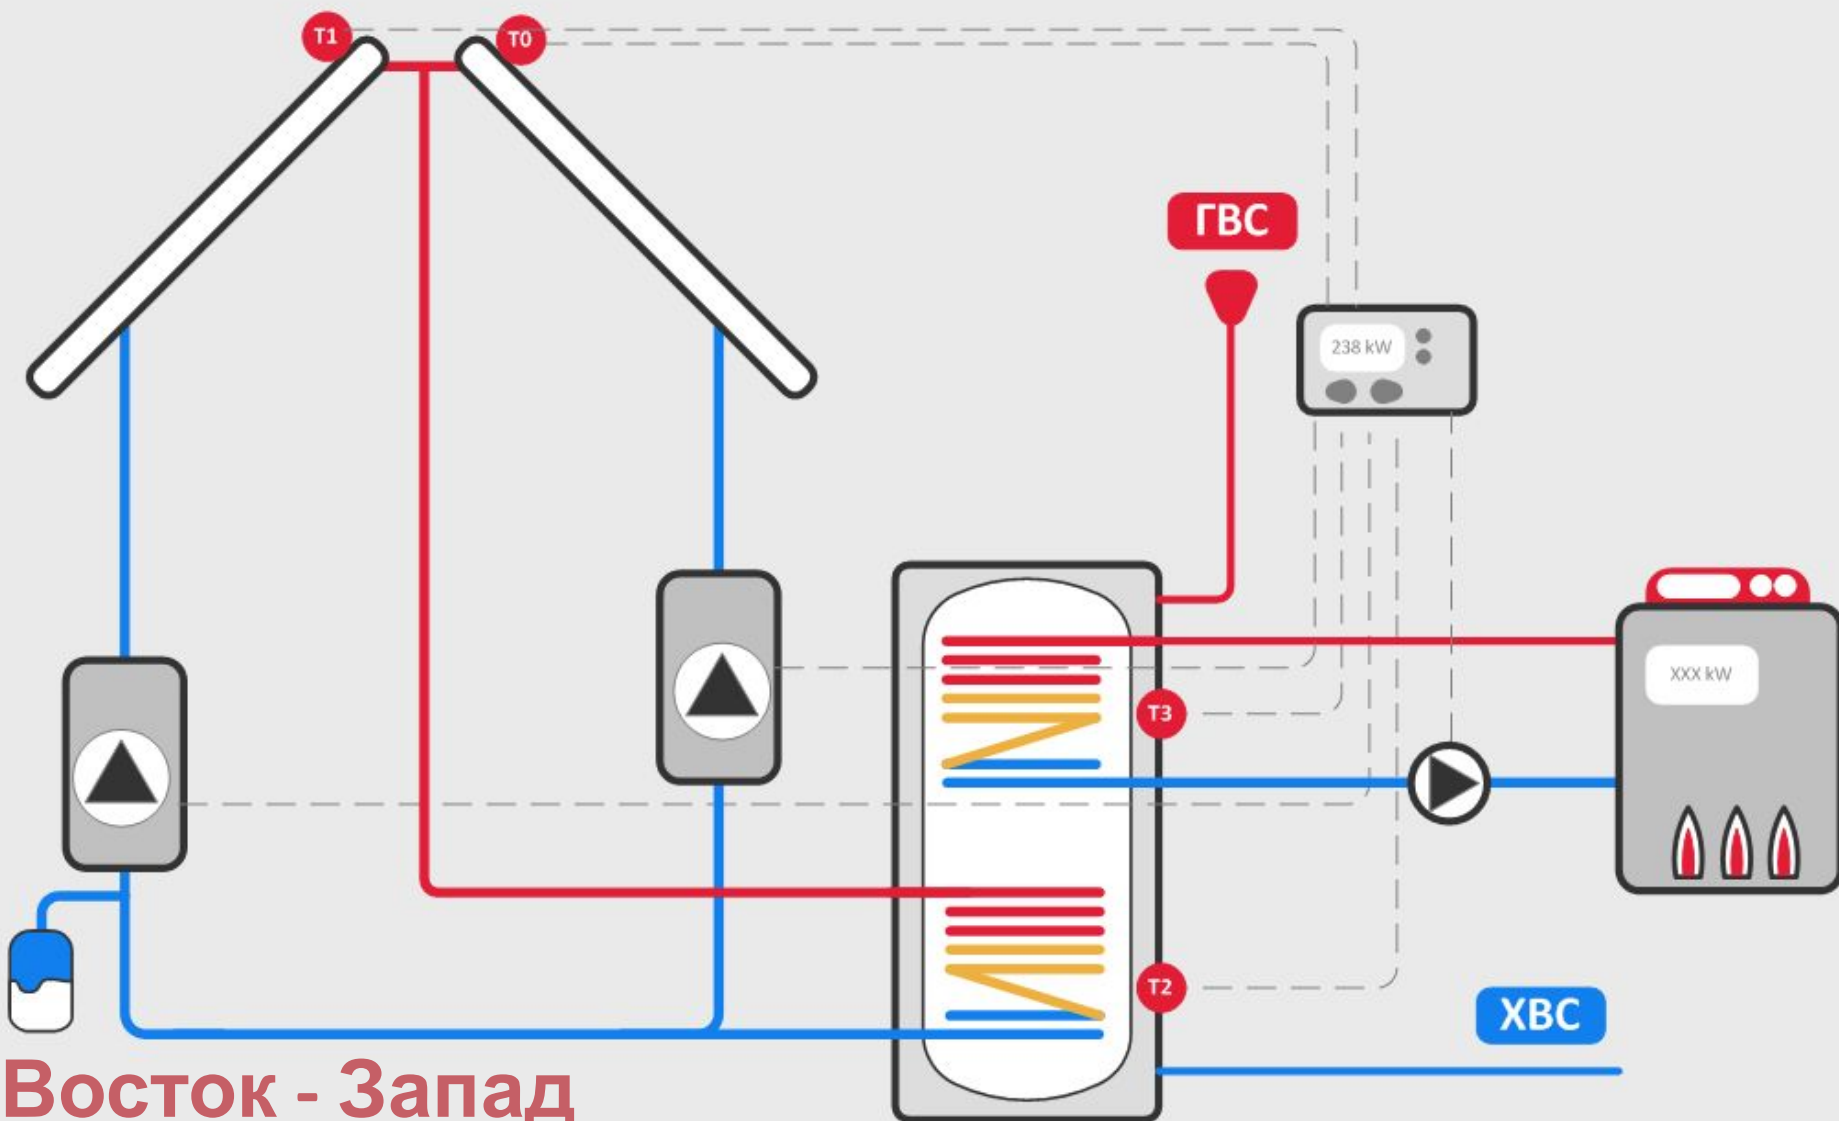 T1
T0
ГВС
238 kW
XXX kW
T3
T2
ХВС
Восток - Запад